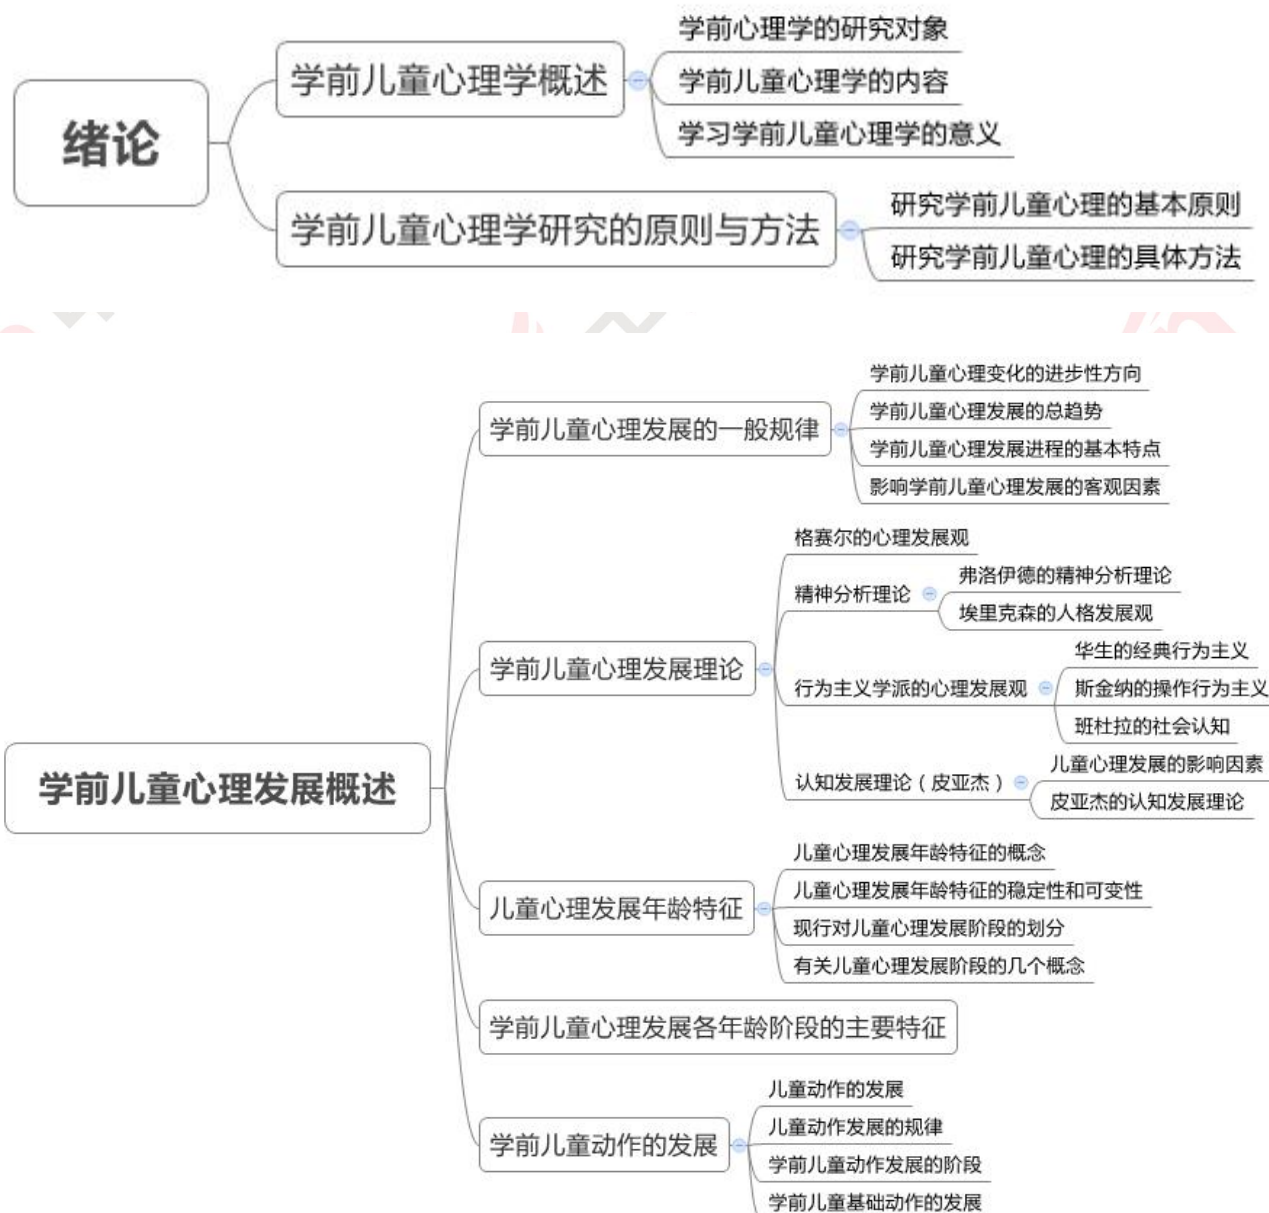 绪论
学前儿童心理学概述
学前心理学的研究对象
学前儿童心理学的内容
学习学前儿童心理学的意义
学前儿童心理学研究的原则与方法
研究学前儿童心理的基本原则
研究学前儿童心理的具体方法
学前儿童心理发展概述
学前儿童心理发展的一般规律
学前儿童心理变化的进步性方向
学前儿童心理发展的总趋势
学前儿童心理发展进程的基本特点
影响学前儿童心理发展的客观因素
学前儿童心理发展理论
格赛尔的心理发展观
精神分析理论
弗洛伊德的精神分析理论
埃里克森的人格发展观
行为主义学派的心理发展观
华生的经典行为主义
斯金纳的操作行为主义
班杜拉的社会认知
认知发展理论（皮亚杰）
儿童心理发展的影响因素
皮亚杰的认知发展理论
儿童心理发展年龄特征
儿童心理发展年龄特征的概念
儿童心理发展年龄特征的稳定性和可变性
现行对儿童心理发展阶段的划分
有关儿童心理发展阶段的几个概念
学前儿童心理发展各年龄阶段的主要特征
学前儿童动作的发展
儿童动作的发展
儿童动作发展的规律
学前儿童动作发展的阶段
学前儿童基础动作的发展